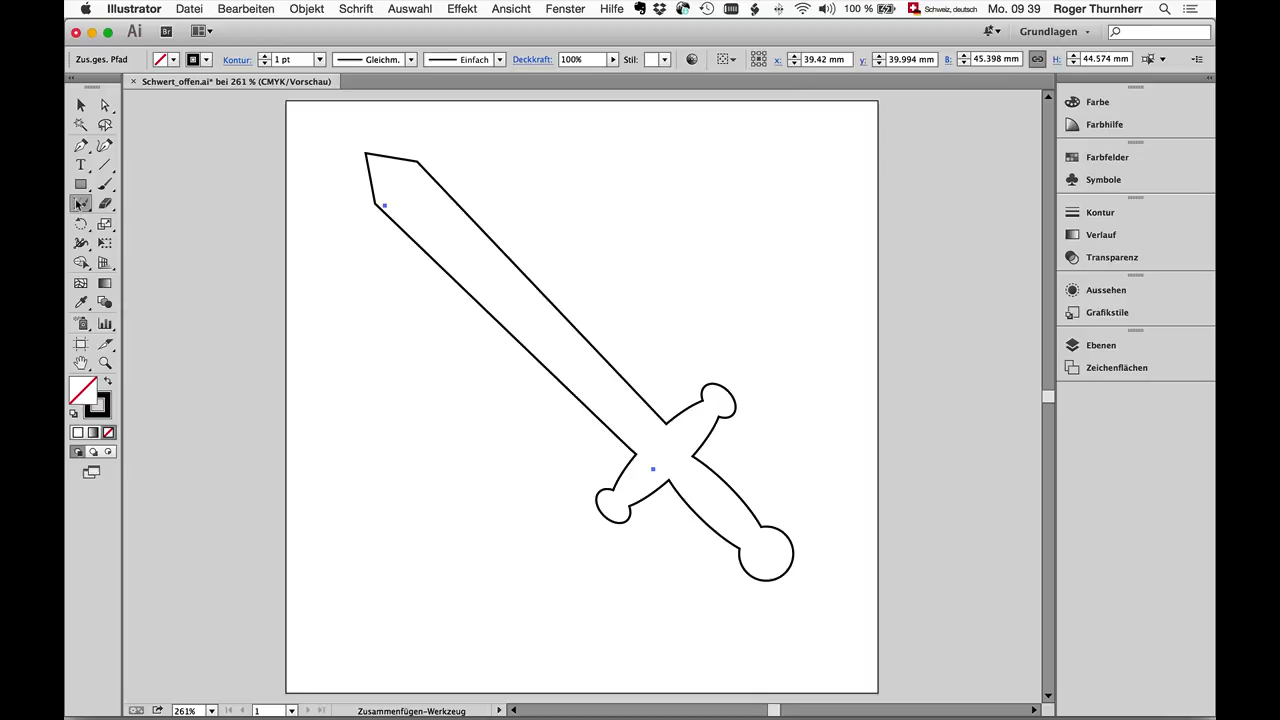 Illustrator Datei Bearbeiten Objekt Schrift Auswahl Effekt Ansicht Fenster Hilfe 100 % Schweiz, deutsch Mo. 09 39 Roger Thurnherr
Ai Br Grundlagen
Zus.ges. Pfad Kontur: 1 pt Gleichm. Einfach Deckkraft: 100% Stil: x: 39.42 mm y: 39.994 mm B: 45.398 mm H: 44.574 mm
× Schwert_offen.ai* bei 261 % (CMYK/Vorschau)
Farbe
Farbhilfe
Farbfelder
Symbole
Kontur
Verlauf
Transparenz
Aussehen
Grafikstile
Ebenen
Zeichenflächen
261% 1 Zusammenfügen-Werkzeug